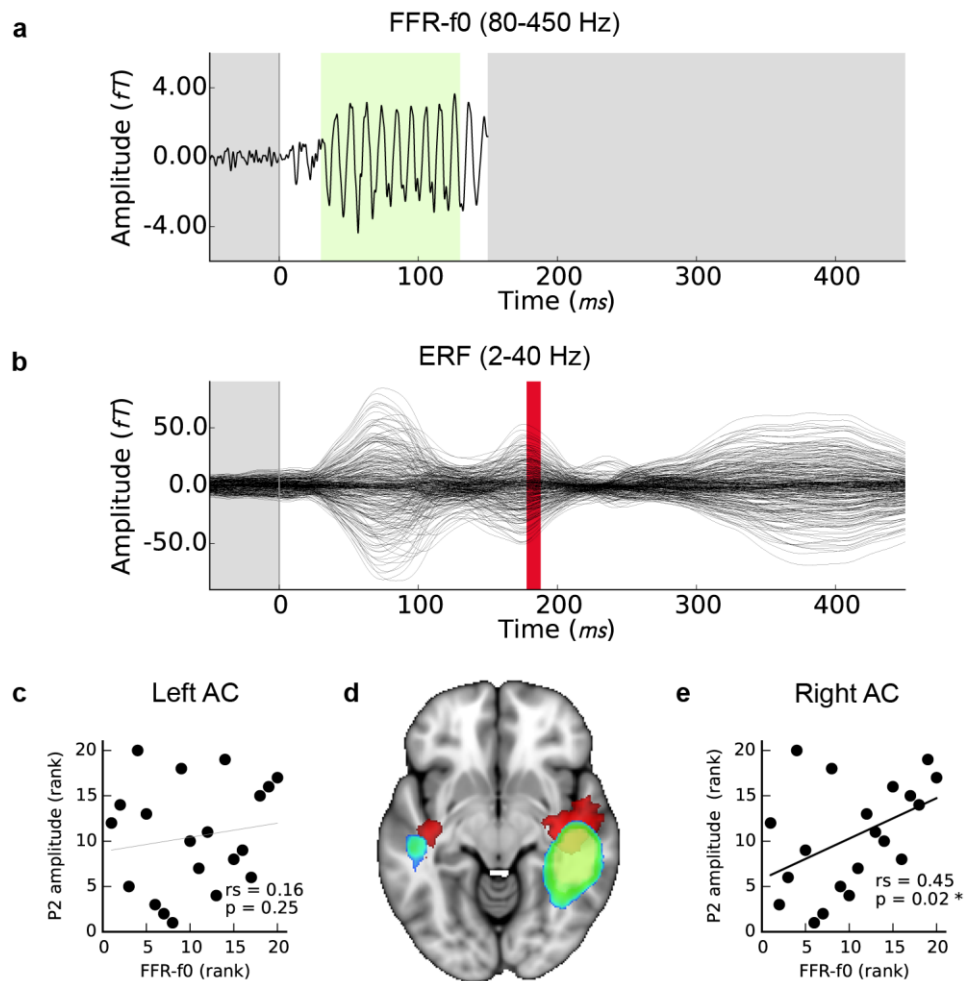 a
FFR-f0 (80-450 Hz)
Amplitude (fT)
4.00
0.00
-4.00
0 100 200 300 400
Time (ms)
b
ERF (2-40 Hz)
Amplitude (fT)
50.0
0.0
-50.0
0 100 200 300 400
Time (ms)
c
Left AC
P2 amplitude (rank)
20
15
10
5
0
rs = 0.16
p = 0.25
0 5 10 15 20
FFR-f0 (rank)
d
e
Right AC
P2 amplitude (rank)
20
15
10
5
0
rs = 0.45
p = 0.02 *
0 5 10 15 20
FFR-f0 (rank)